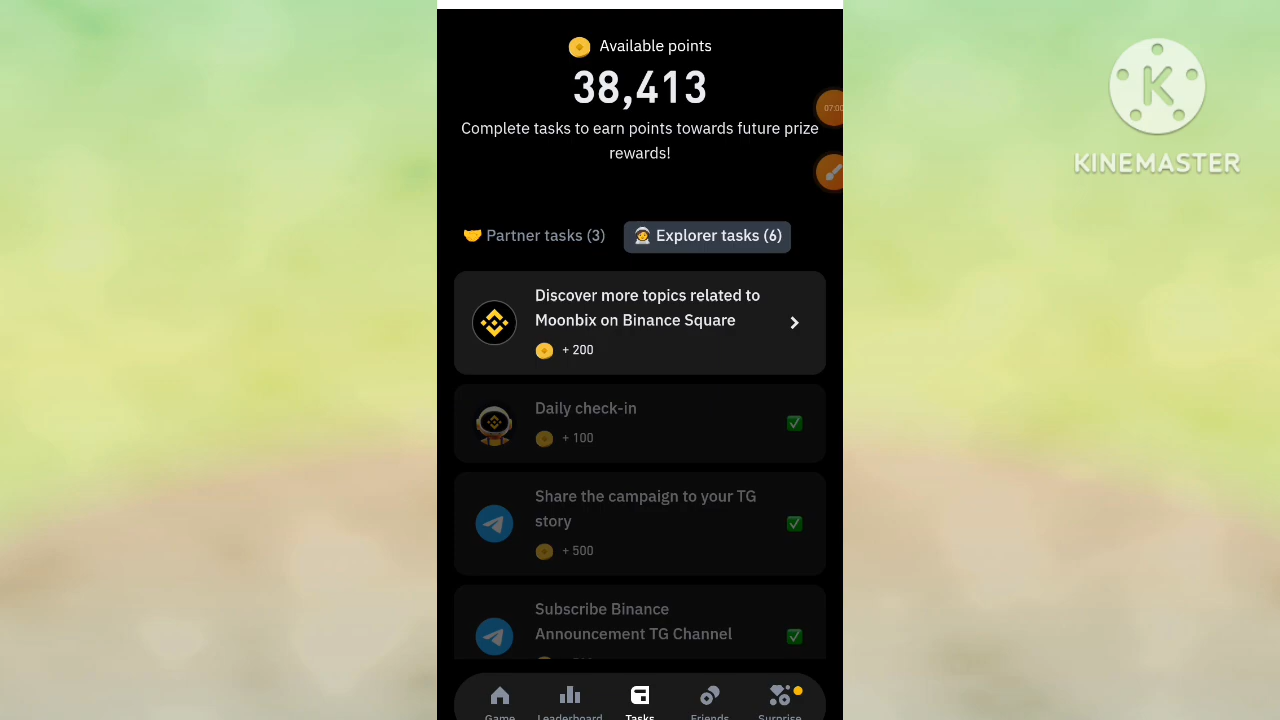 Available points
38,413
Complete tasks to earn points towards future prize
rewards!
07:00
KINEMASTER
Partner tasks (3)
Explorer tasks (6)
Discover more topics related to
Moonbix on Binance Square
+ 200
Daily check-in
+ 100
Share the campaign to your TG
story
+ 500
Subscribe Binance
Announcement TG Channel
Game
Leaderboard
Tasks
Friends
Surprise